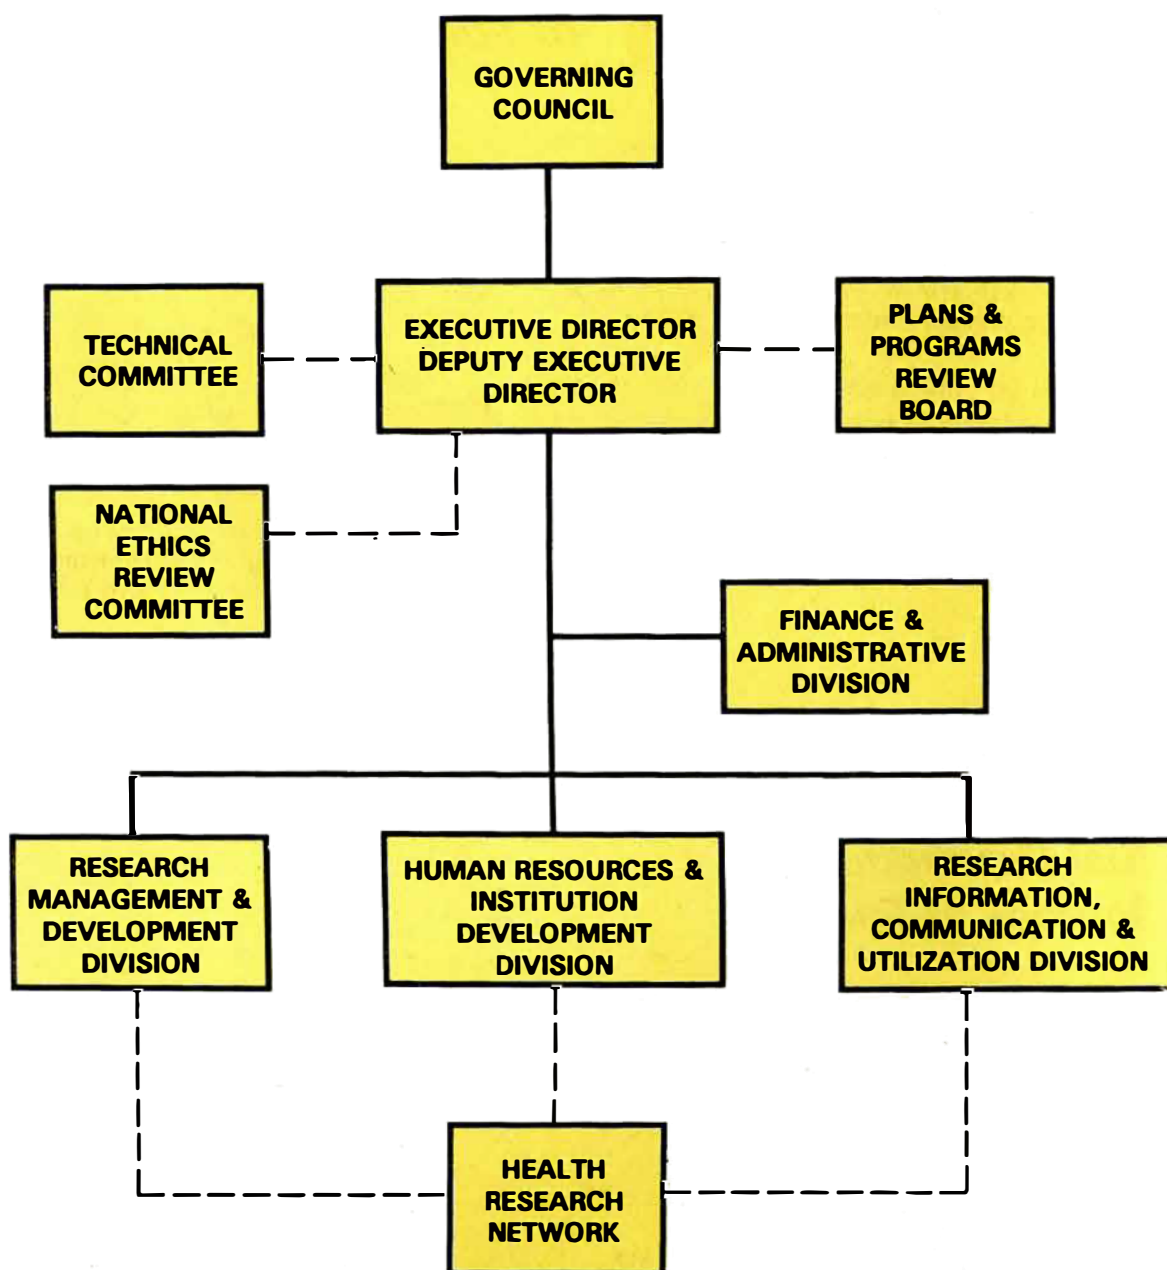 GOVERNING
COUNCIL
TECHNICAL
COMMITTEE
EXECUTIVE DIRECTOR
DEPUTY EXECUTIVE
DIRECTOR
PLANS &
PROGRAMS
REVIEW
BOARD
NATIONAL
ETHICS
REVIEW
COMMITTEE
FINANCE &
ADMINISTRATIVE
DIVISION
RESEARCH
MANAGEMENT &
DEVELOPMENT
DIVISION
HUMAN RESOURCES &
INSTITUTION
DEVELOPMENT
DIVISION
RESEARCH
INFORMATION,
COMMUNICATION &
UTILIZATION DIVISION
HEALTH
RESEARCH
NETWORK